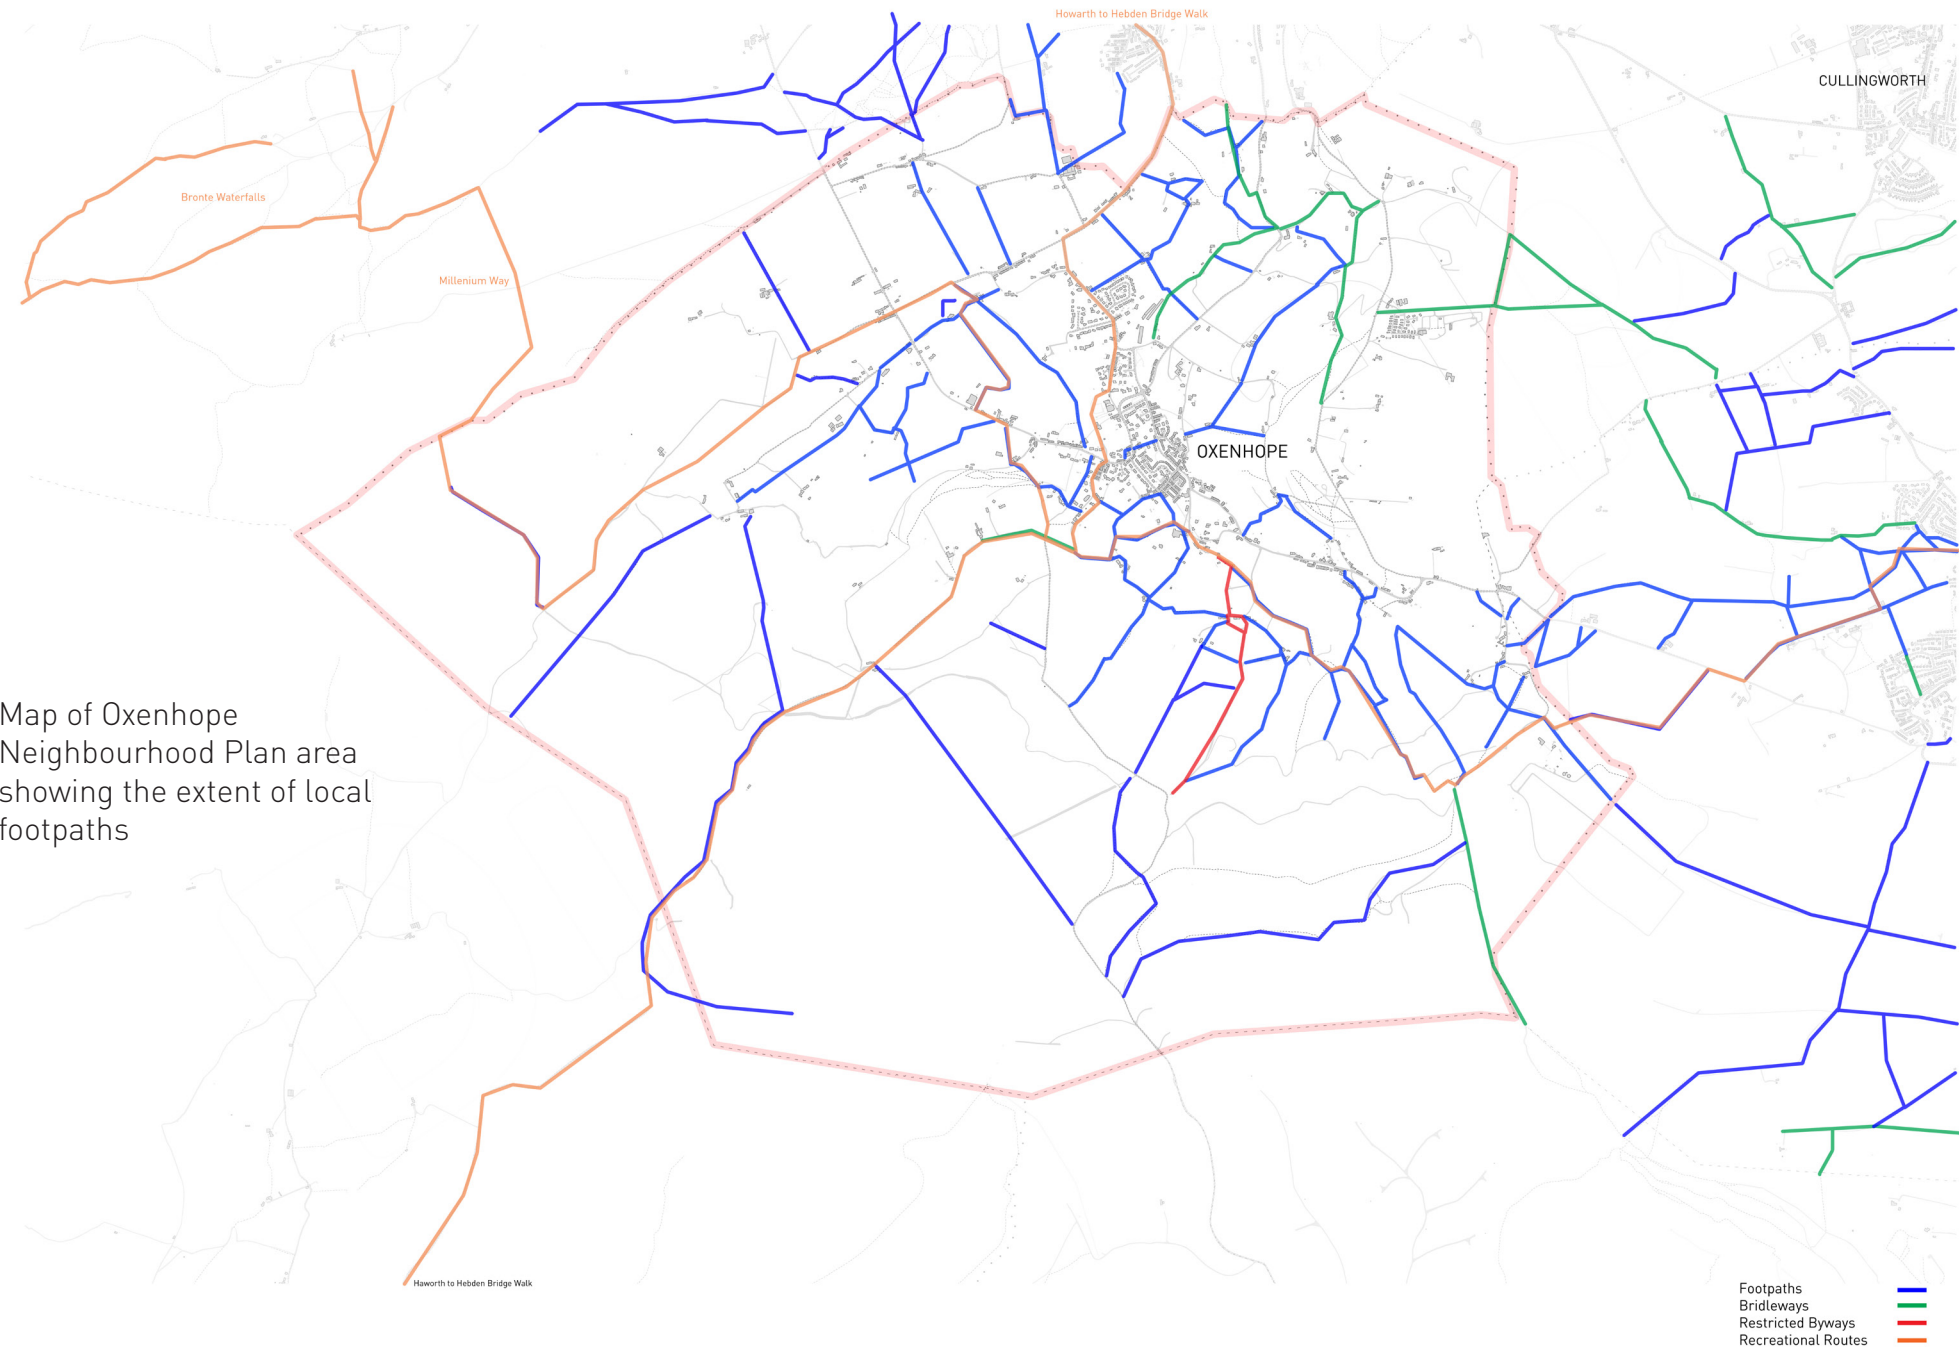 Howarth to Hebden Bridge Walk
CULLINGWORTH
Bronte Waterfalls
Millenium Way
OXENHOPE
Map of Oxenhope
Neighbourhood Plan area
showing the extent of local
footpaths
Haworth to Hebden Bridge Walk
Footpaths
Bridleways
Restricted Byways
Recreational Routes